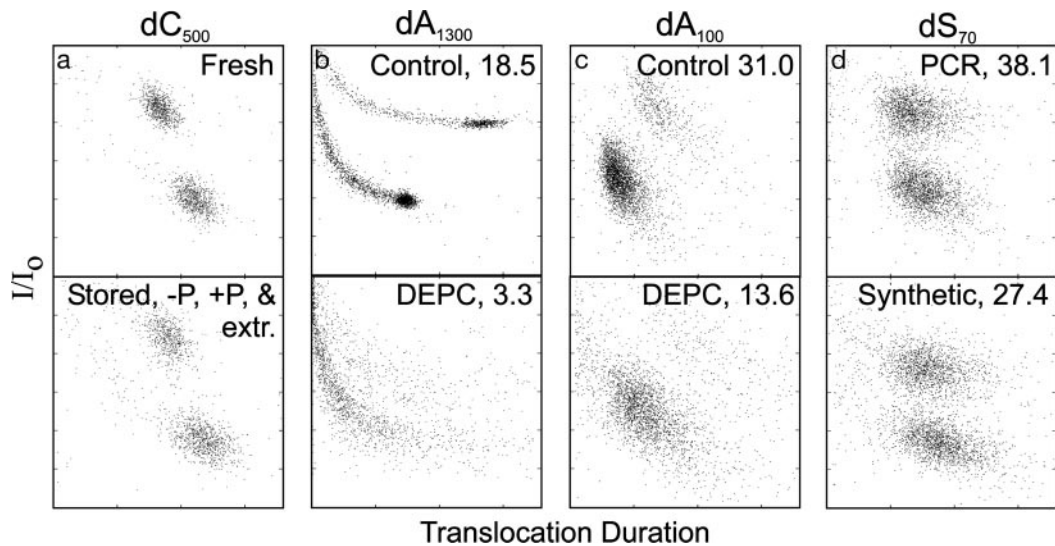 dC500
dA1300
dA100
dS70
a
Fresh
b
Control, 18.5
c
Control 31.0
d
PCR, 38.1
I/Io
Stored, -P, +P, &
extr.
DEPC, 3.3
DEPC, 13.6
Synthetic, 27.4
Translocation Duration